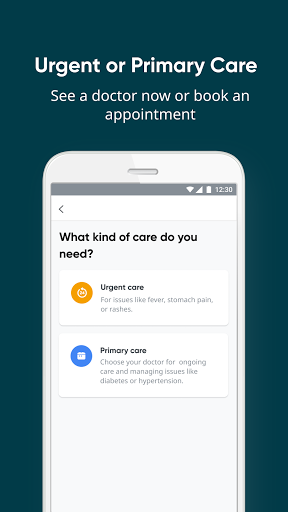 Urgent or Primary Care
See a doctor now or book an
appointment
12:30
What kind of care do you
need?
Urgent care
For issues like fever, stomach pain,
or rashes.
Primary care
Choose your doctor for ongoing
care and managing issues like
diabetes or hypertension.